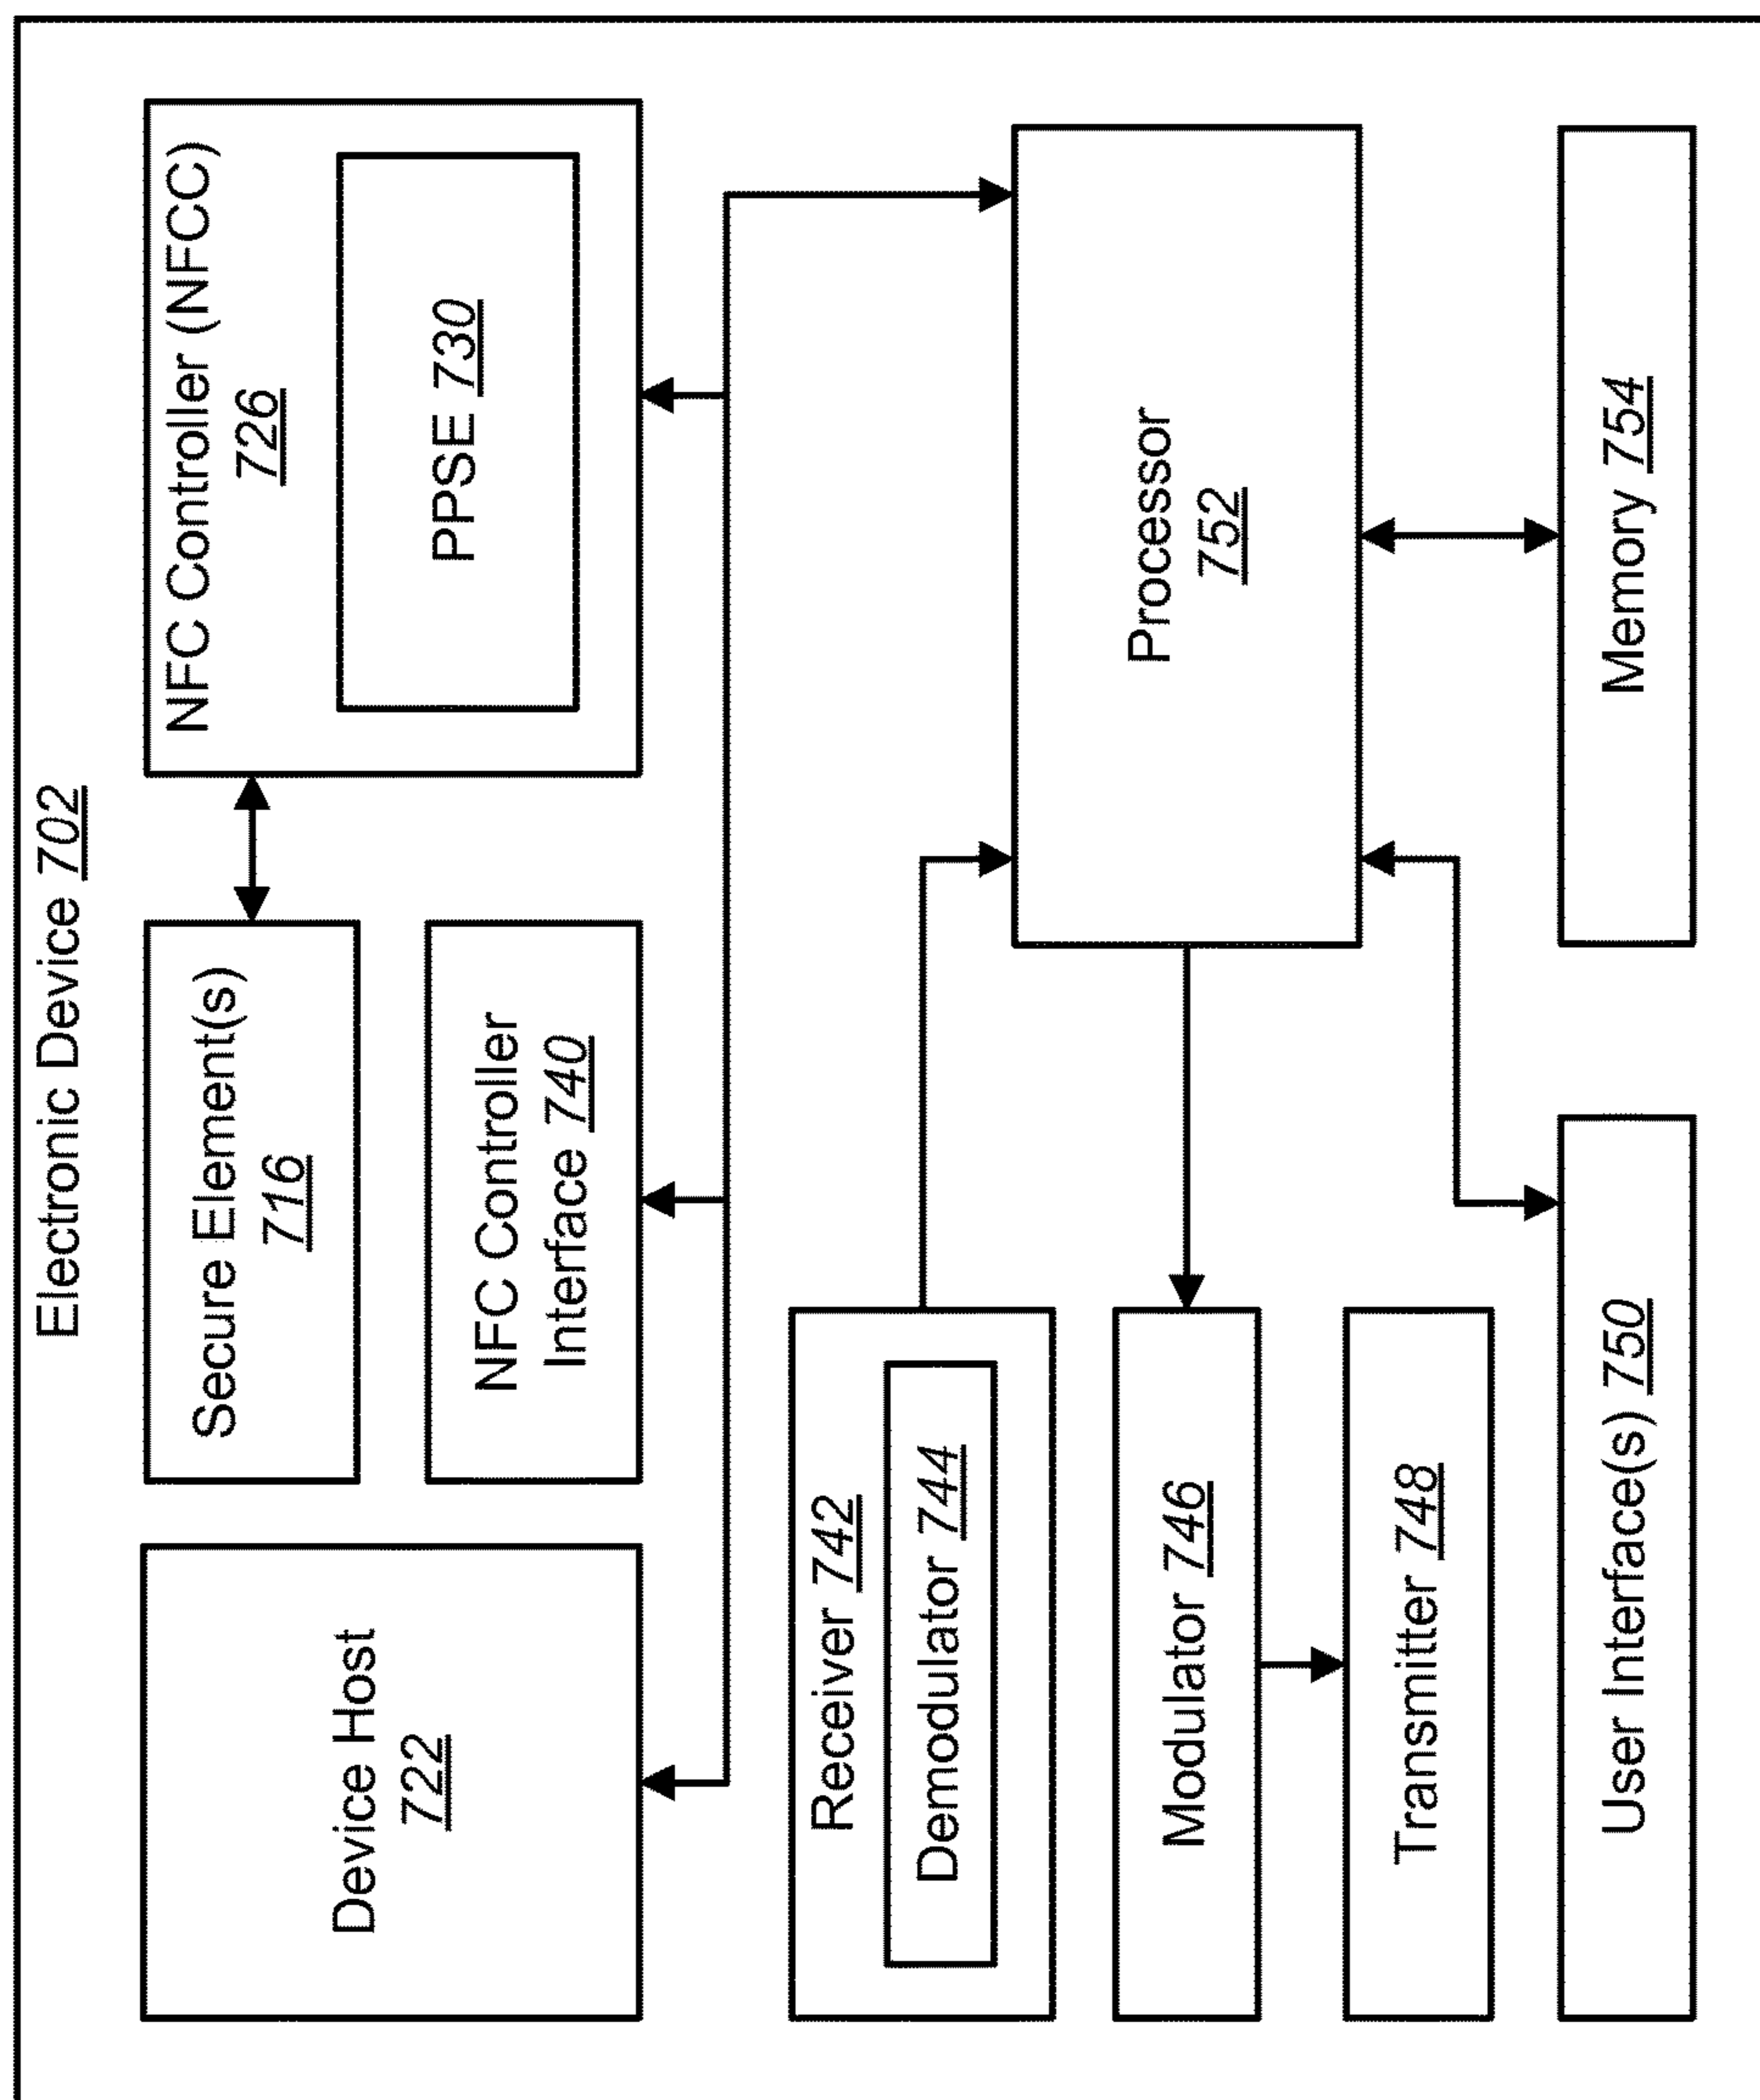 Electronic Device 702
Device Host
722
Secure Element(s)
716
NFC Controller
Interface 740
NFC Controller (NFCC)
726
PPSE 730
Receiver 742
Demodulator 744
Modulator 746
Transmitter 748
User Interface(s) 750
Processor
752
Memory 754